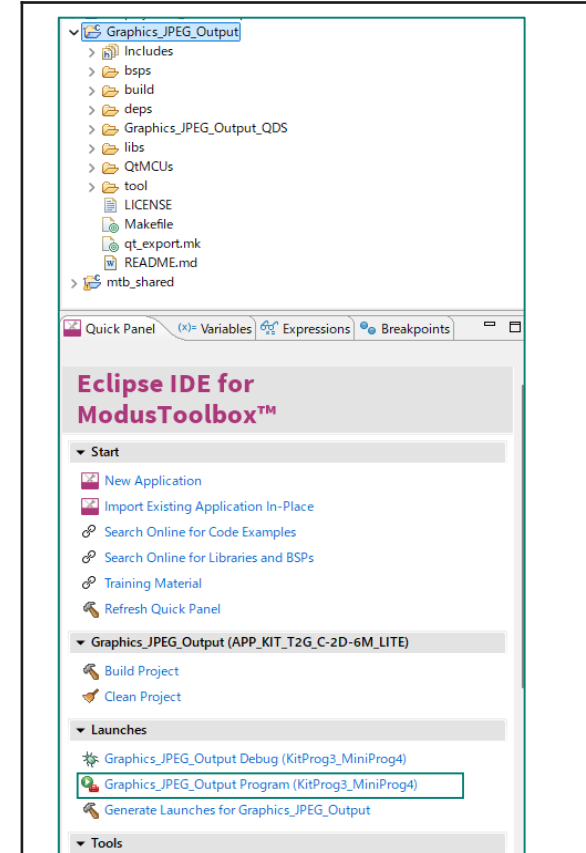 Graphics_JPEG_Output
Includes
bsps
build
deps
Graphics_JPEG_Output_QDS
libs
QtMCUs
tool
LICENSE
Makefile
qt_export.mk
README.md
mtb_shared
Quick Panel (x)= Variables Expressions Breakpoints
Eclipse IDE for
ModusToolbox™
Start
New Application
Import Existing Application In-Place
Search Online for Code Examples
Search Online for Libraries and BSPs
Training Material
Refresh Quick Panel
Graphics_JPEG_Output (APP_KIT_T2G_C-2D-6M_LITE)
Build Project
Clean Project
Launches
Graphics_JPEG_Output Debug (KitProg3_MiniProg4)
Graphics_JPEG_Output Program (KitProg3_MiniProg4)
Generate Launches for Graphics_JPEG_Output
Tools